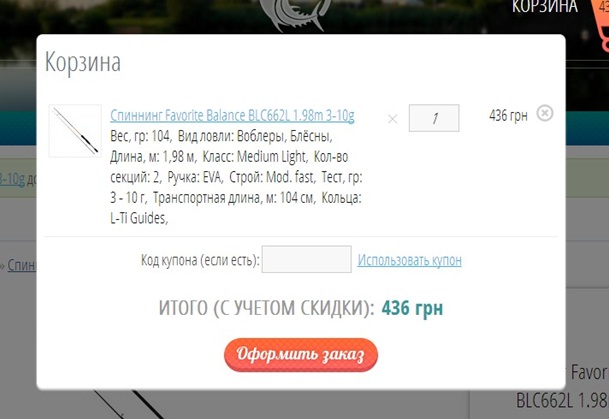 КОРЗИНА
43
Корзина
Спиннинг Favorite Balance BLC662L 1.98m 3-10g
× 1 436 грн
Вес, гр: 104, Вид ловли: Воблеры, Блёсны,
Длина, м: 1,98 м, Класс: Medium Light, Кол-во
секций: 2, Ручка: EVA, Строй: Mod. fast, Тест, гр:
3 - 10 г, Транспортная длина, м: 104 см, Кольца:
L-Ti Guides,
3-10g до
Код купона (если есть): Использовать купон
» Спин
ИТОГО (С УЧЕТОМ СКИДКИ): 436 грн
Оформить заказ
Favor
BLC662L 1.98